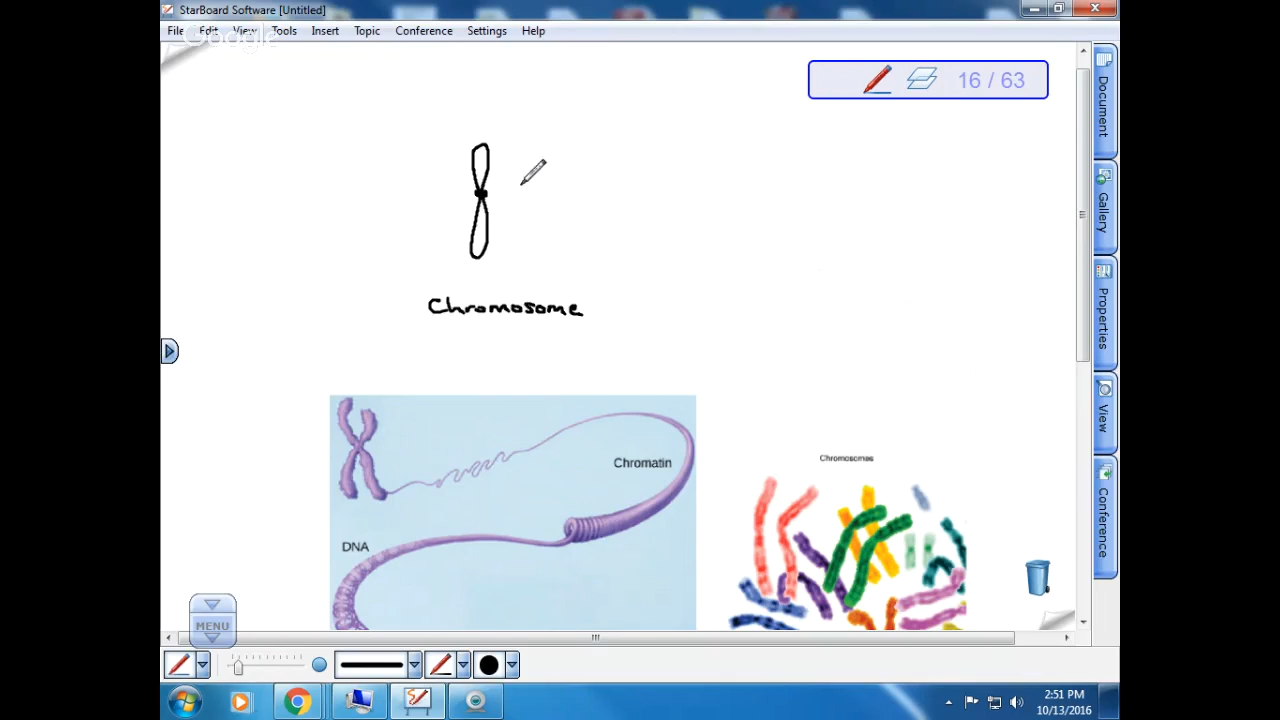 StarBoard Software [Untitled]
File Edit View Tools Insert Topic Conference Settings Help
Google
16 / 63
Document
Gallery
Properties
View
Conference
Chromosome
Chromatin
DNA
Chromosomes
MENU
2:51 PM
10/13/2016